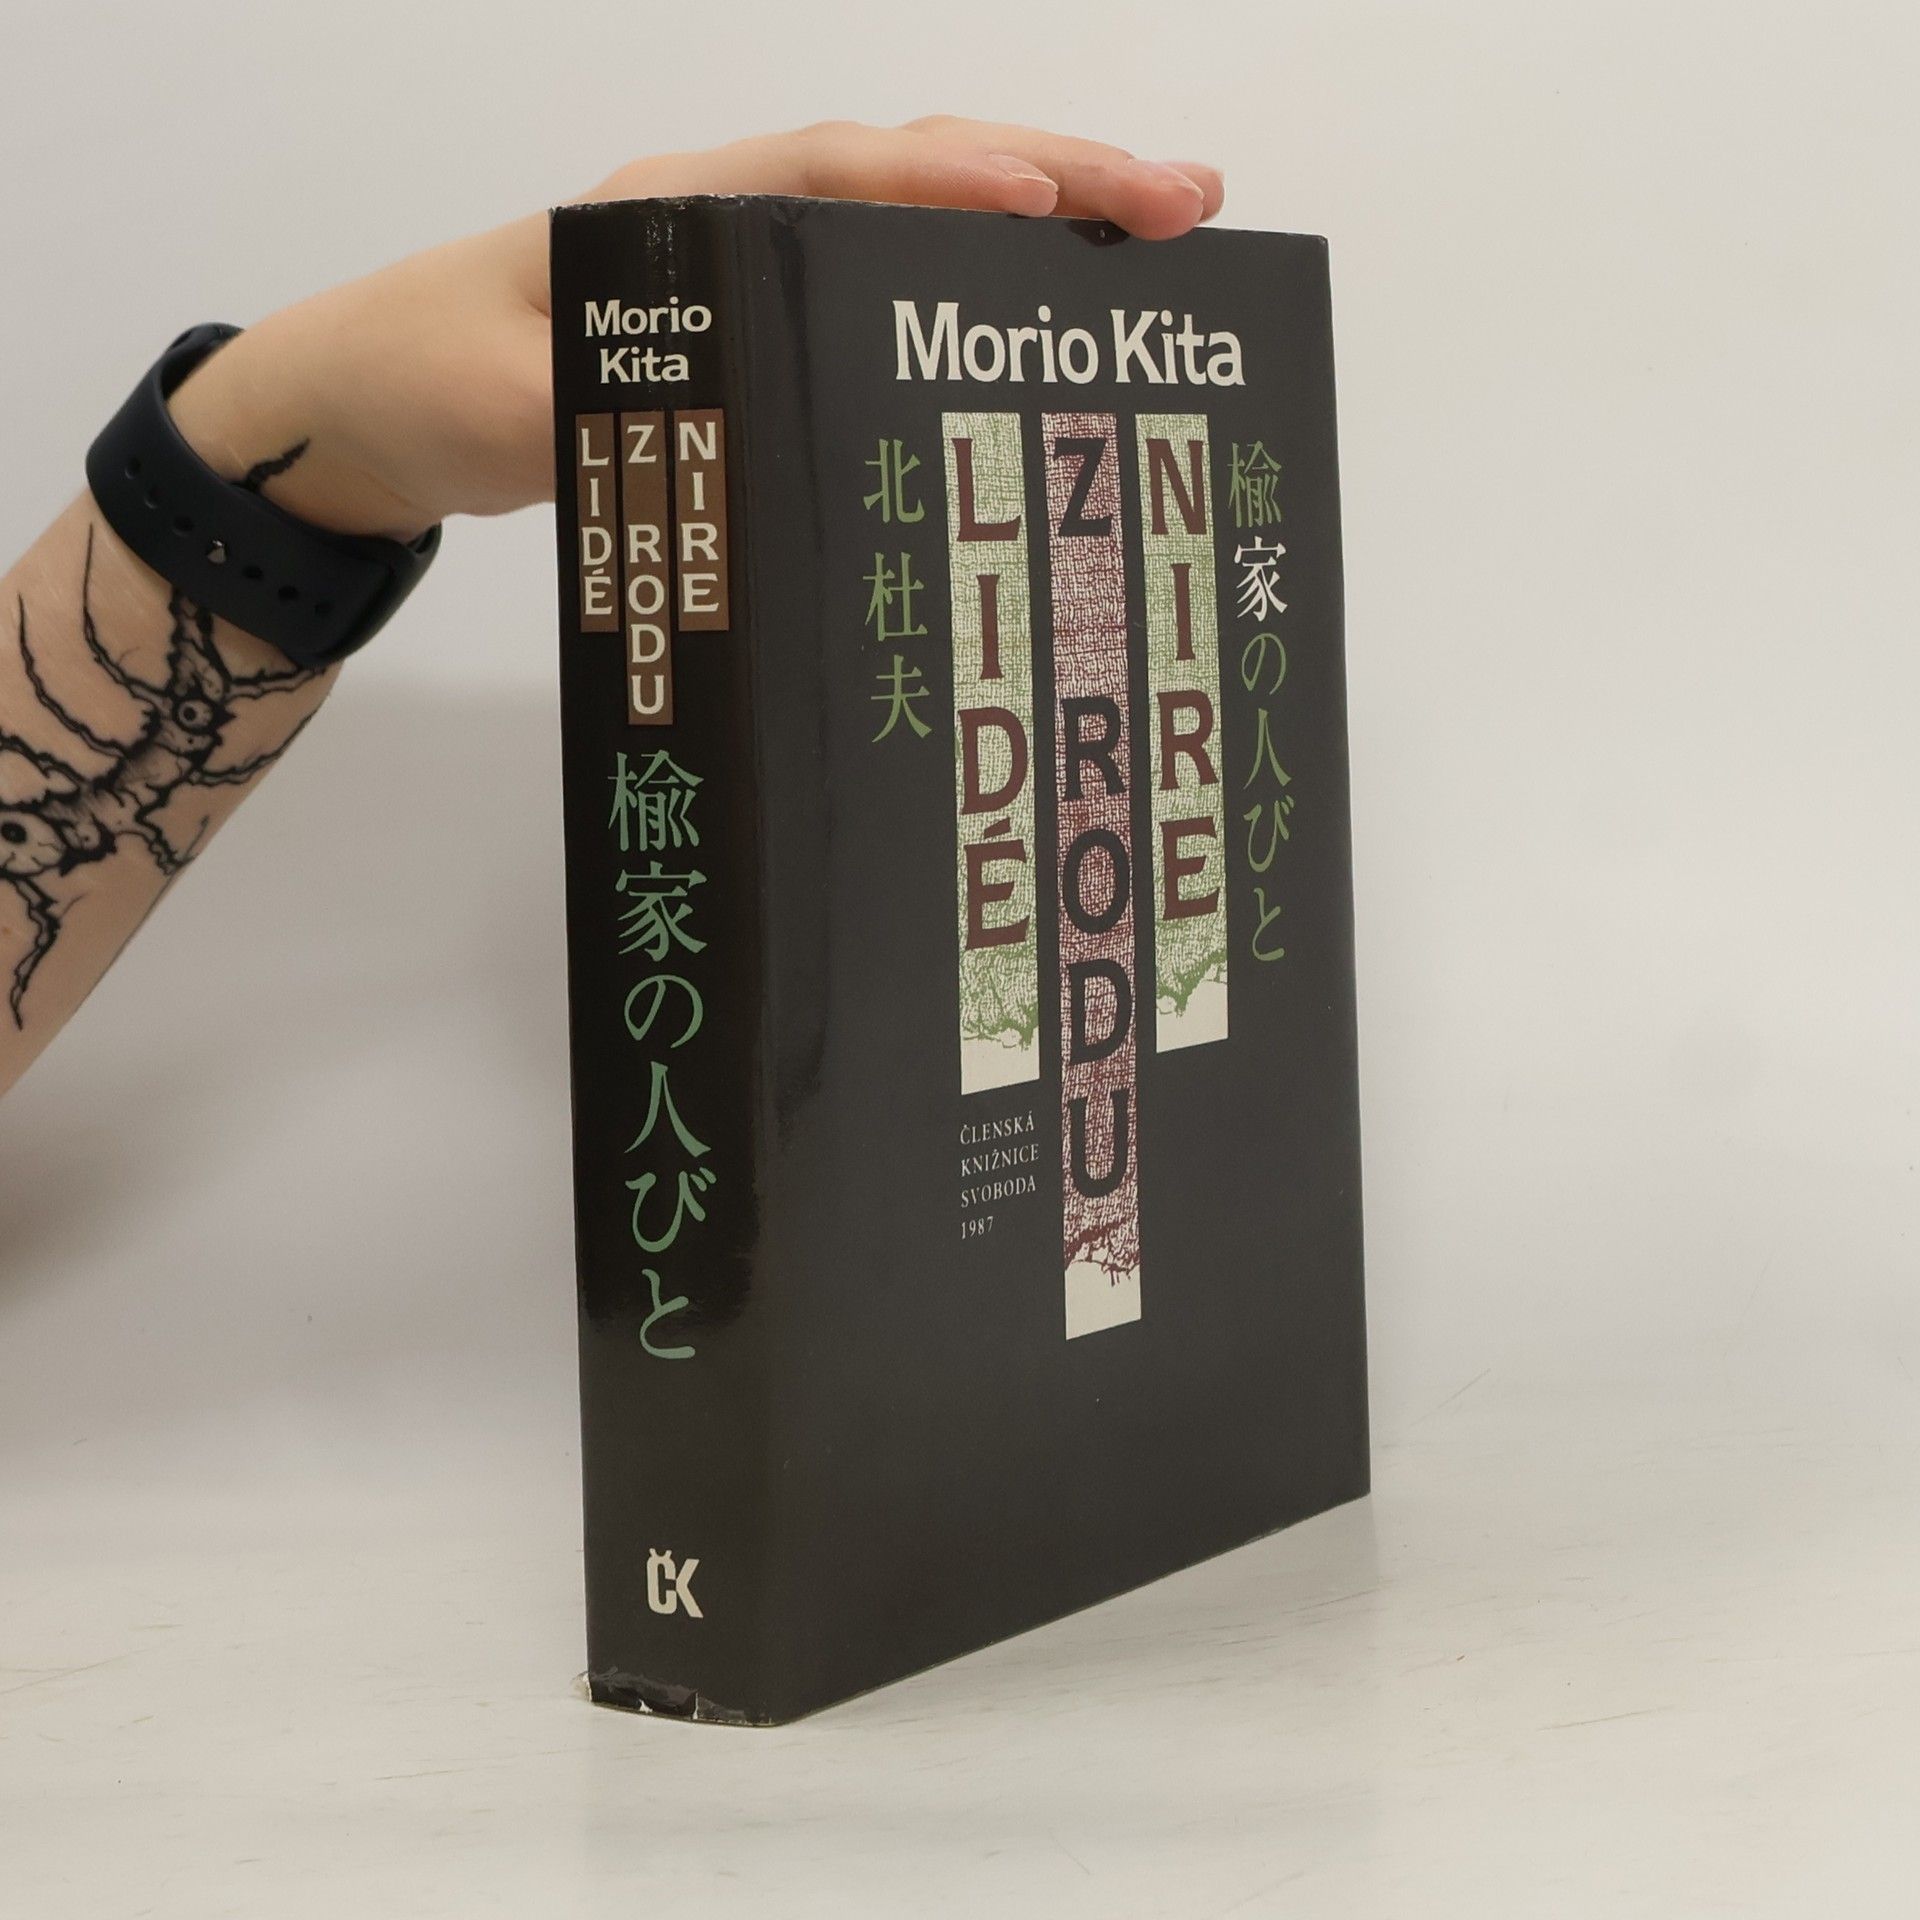 Morio
Kita
LIDÉ
Z RODU
NIRE
楡家の人びと
ČK
Morio Kita
北杜夫
LIDÉ
Z RODU
NIRE
楡家の人びと
ČLENSKÁ
KNIŽNICE
SVOBODA
1987